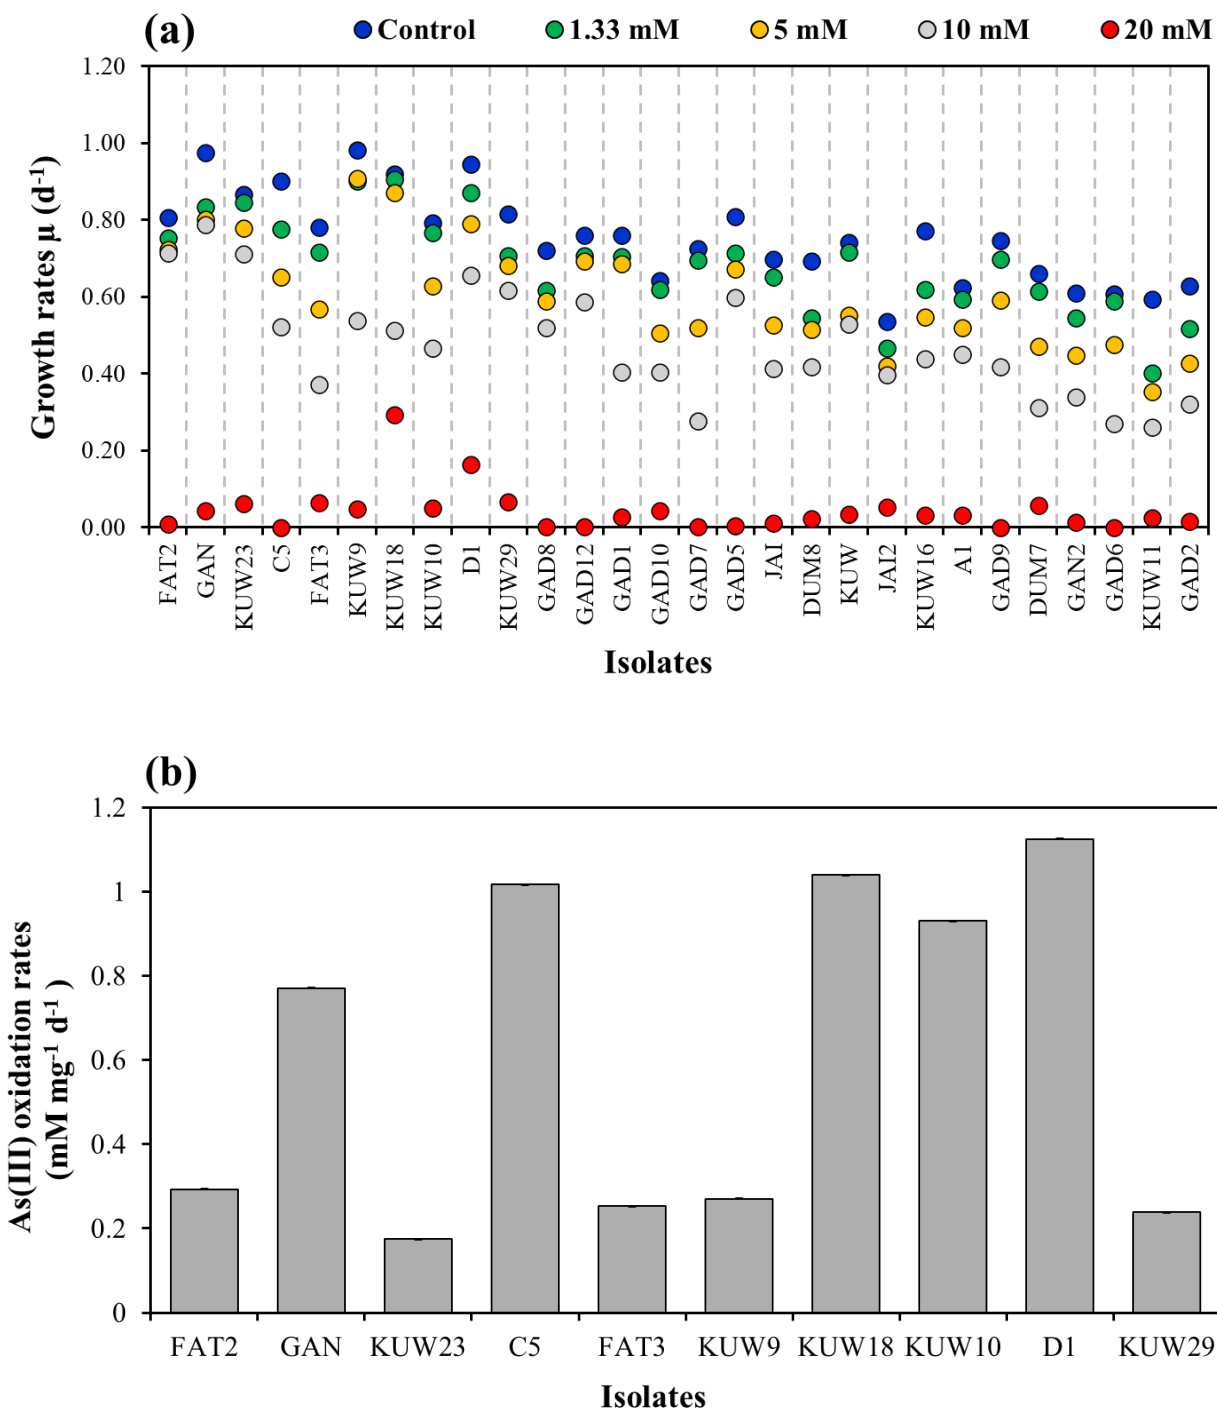 (a)
Control 1.33 mM 5 mM 10 mM 20 mM
1.20
1.00
0.80
0.60
0.40
0.20
0.00
Growth rates µ (d-1)
FAT2 GAN KUW23 C5 FAT3 KUW9 KUW18 KUW10 D1 KUW29 GAD8 GAD12 GAD1 GAD10 GAD7 GAD5 JAI DUM8 KUW JAI2 KUW16 A1 GAD9 DUM7 GAN2 GAD6 KUW11 GAD2
Isolates
(b)
1.2
1
0.8
0.6
0.4
0.2
0
As(III) oxidation rates
(mM mg-1 d-1 )
FAT2 GAN KUW23 C5 FAT3 KUW9 KUW18 KUW10 D1 KUW29
Isolates